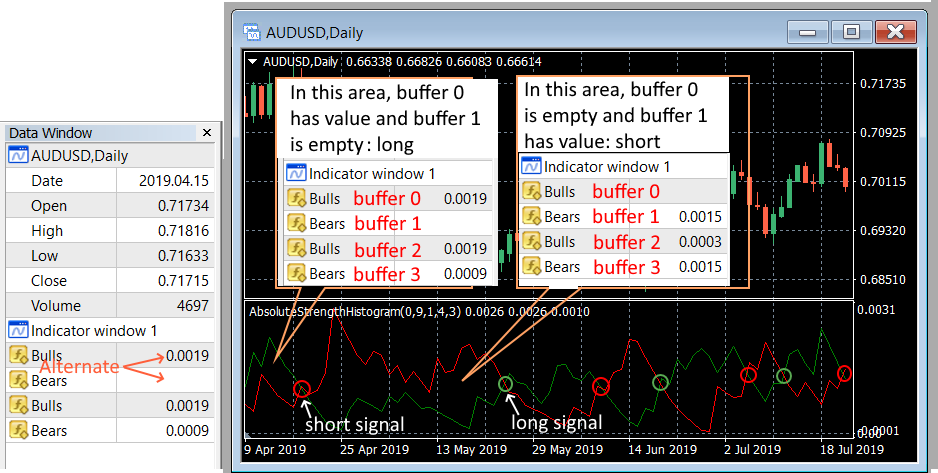 Data Window
AUDUSD,Daily
Date 2019.04.15
Open 0.71734
High 0.71816
Low 0.71633
Close 0.71715
Volume 4697
Indicator window 1
Bulls 0.0019
Alternate
Bears
Bulls 0.0019
Bears 0.0009
AUDUSD,Daily
AUDUSD,Daily 0.66338 0.66826 0.66083 0.66614
In this area, buffer 0
has value and buffer 1
is empty: long
Indicator window 1
Bulls buffer 0 0.0019
Bears buffer 1
Bulls buffer 2 0.0019
Bears buffer 3 0.0009
In this area, buffer 0
is empty and buffer 1
has value: short
Indicator window 1
Bulls buffer 0
Bears buffer 1 0.0015
Bulls buffer 2 0.0003
Bears buffer 3 0.0015
0.71735
0.70925
0.70115
0.69320
0.68510
AbsoluteStrengthHistogram(0,9,1,4,3) 0.0026 0.0026 0.0010
0.0031
short signal
long signal
-0.0001
0.00
9 Apr 2019
25 Apr 2019
13 May 2019
29 May 2019
14 Jun 2019
2 Jul 2019
18 Jul 2019